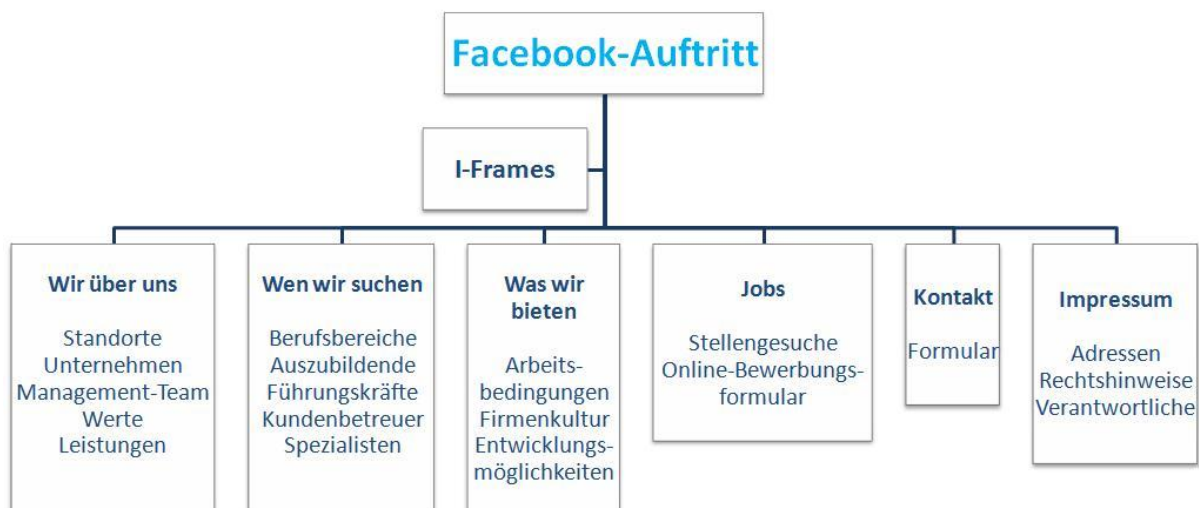 Facebook-Auftritt
I-Frames
Wir über uns
Standorte
Unternehmen
Management-Team
Werte
Leistungen
Wen wir suchen
Berufsbereiche
Auszubildende
Führungskräfte
Kundenbetreuer
Spezialisten
Was wir
bieten
Arbeits-
bedingungen
Firmenkultur
Entwicklungs-
möglichkeiten
Jobs
Stellengesuche
Online-Bewerbungs-
formular
Kontakt
Formular
Impressum
Adressen
Rechtshinweise
Verantwortliche